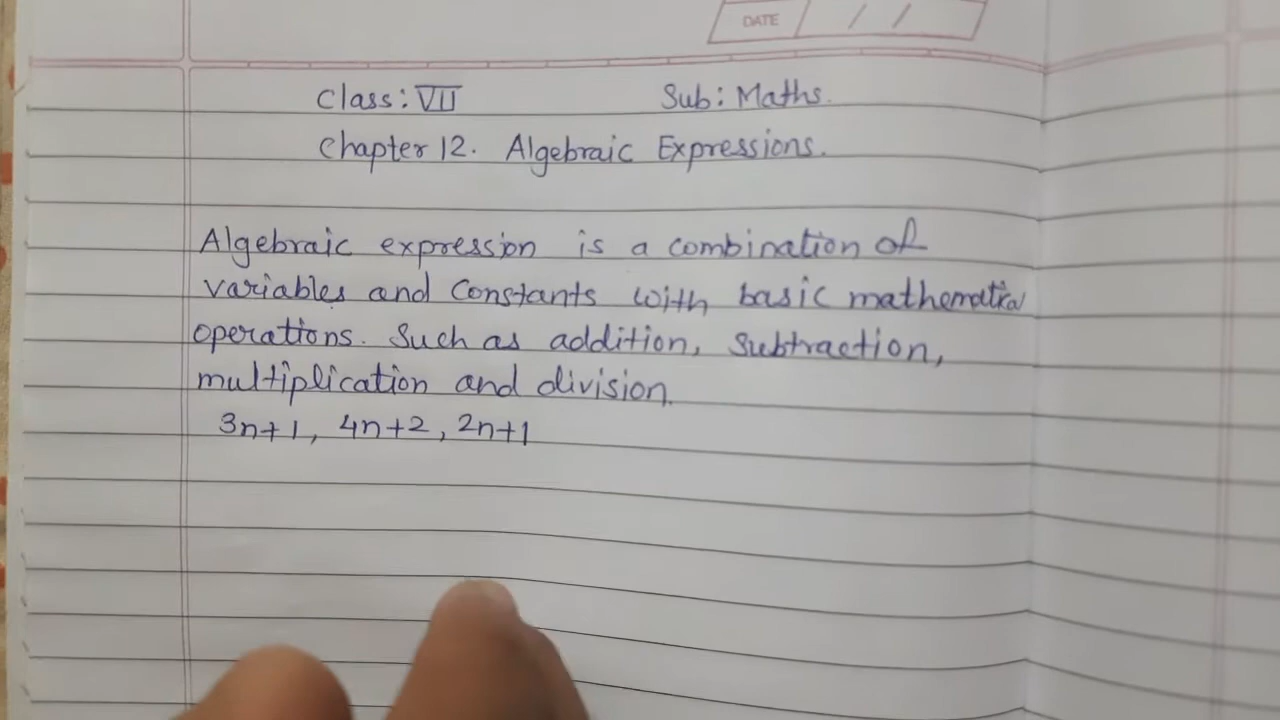 DATE / /
Class: VII Sub: Maths.
Chapter 12. Algebraic Expressions.
Algebraic expression is a combination of
variables and Constants with basic mathematical
operations. Such as addition, Subtraction,
multiplication and division.
3n+1, 4n+2, 2n+1